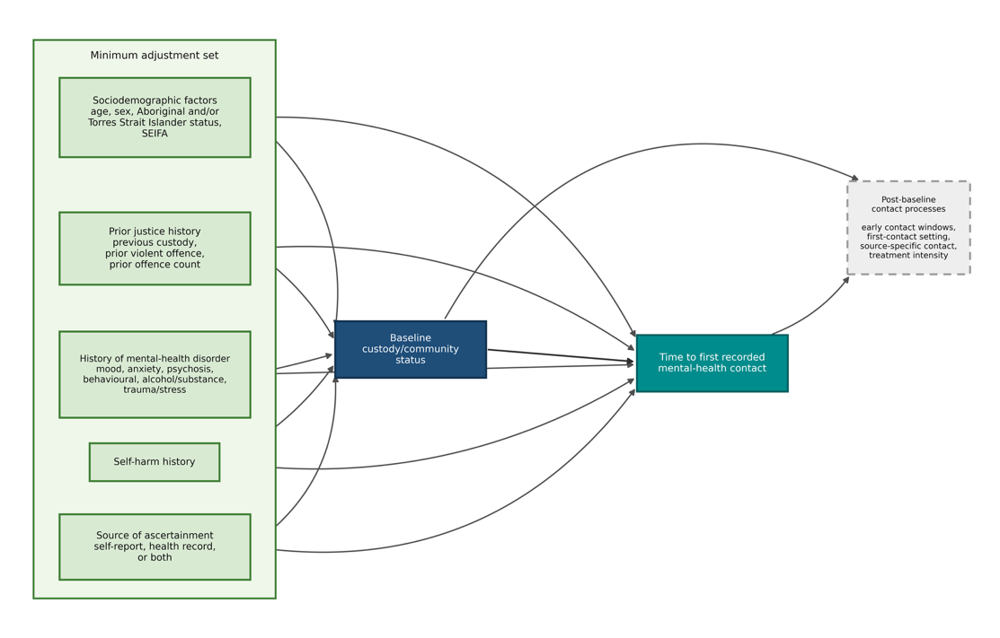 Minimum adjustment set
Sociodemographic factors
age, sex, Aboriginal and/or
Torres Strait Islander status,
SEIFA
Prior justice history
previous custody,
prior violent offence,
prior offence count
History of mental-health disorder
mood, anxiety, psychosis,
behavioural, alcohol/substance,
trauma/stress
Self-harm history
Source of ascertainment
self-report, health record,
or both
Baseline
custody/community
status
Time to first recorded
mental-health contact
Post-baseline
contact processes
early contact windows,
first-contact setting,
source-specific contact,
treatment intensity